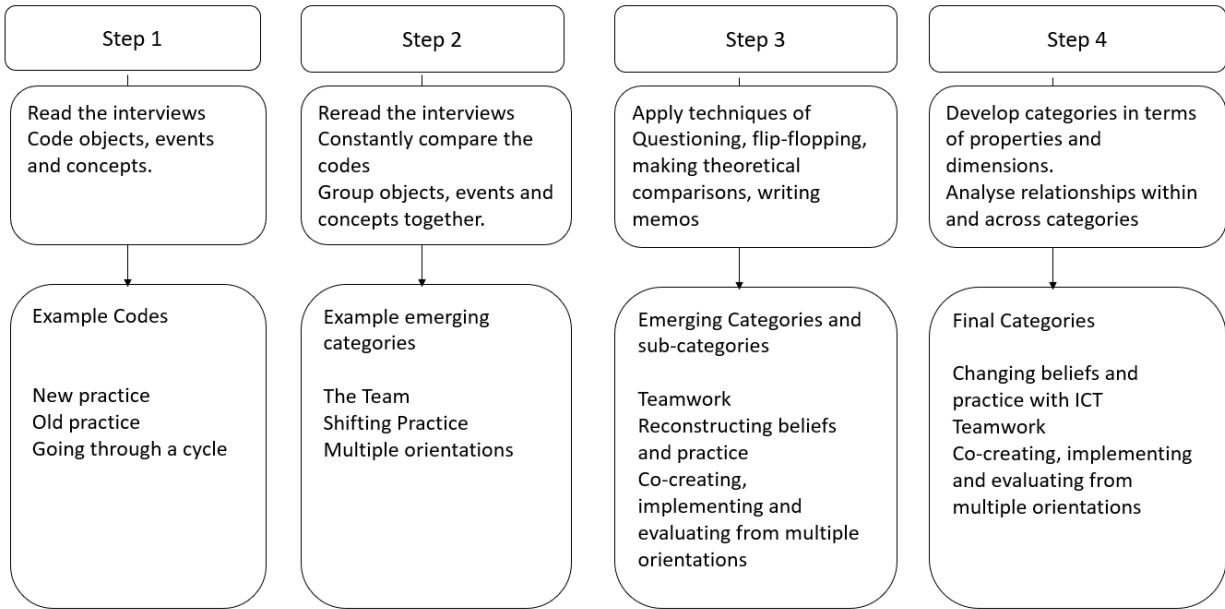 Step 1
Read the interviews
Code objects, events
and concepts.
Example Codes
New practice
Old practice
Going through a cycle
Step 2
Reread the interviews
Constantly compare the
codes
Group objects, events and
concepts together.
Example emerging
categories
The Team
Shifting Practice
Multiple orientations
Step 3
Apply techniques of
Questioning, flip-flopping,
making theoretical
comparisons, writing
memos
Emerging Categories and
sub-categories
Teamwork
Reconstructing beliefs
and practice
Co-creating,
implementing and
evaluating from multiple
orientations
Step 4
Develop categories in terms
of properties and
dimensions.
Analyse relationships within
and across categories
Final Categories
Changing beliefs and
practice with ICT
Teamwork
Co-creating, implementing
and evaluating from
multiple orientations